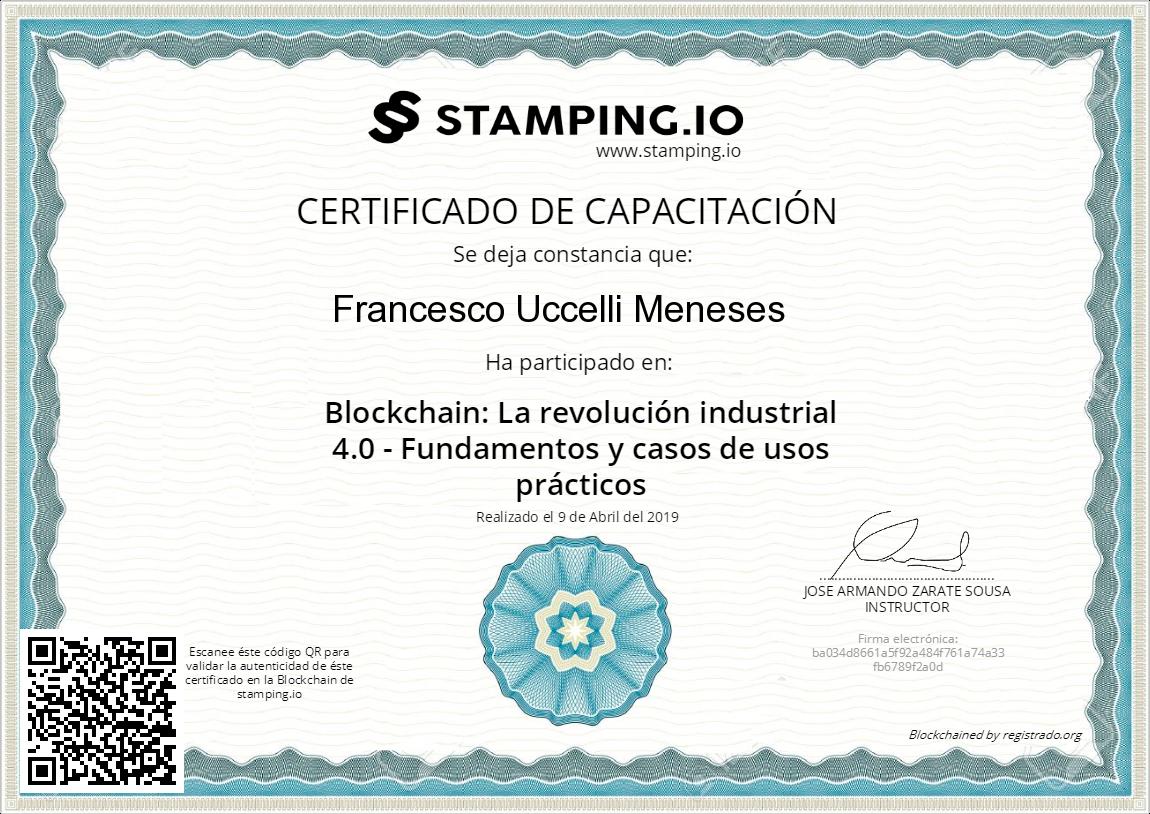 STAMPING.IO
www.stamping.io
CERTIFICADO DE CAPACITACIÓN
Se deja constancia que:
Francesco Uccelli Meneses
Ha participado en:
Blockchain: La revolución industrial
4.0 - Fundamentos y casos de usos
prácticos
Realizado el 9 de Abril del 2019
JOSE ARMANDO ZARATE SOUSA
INSTRUCTOR
Firma electrónica:
ba034d8661a5f92a484f761a74a33
fb6789f2a0d
Escanee éste código QR para
validar la autenticidad de éste
certificado en la Blockchain de
stamping.io
Blockchained by registrado.org